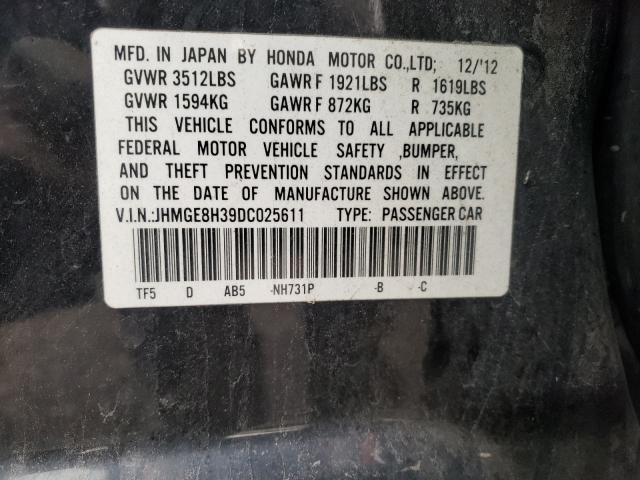 MFD. IN JAPAN BY HONDA MOTOR CO.,LTD; 12/'12
GVWR 3512LBS GAWR F 1921LBS R 1619LBS
GVWR 1594KG GAWR F 872KG R 735KG
THIS VEHICLE CONFORMS TO ALL APPLICABLE
FEDERAL MOTOR VEHICLE SAFETY ,BUMPER,
AND THEFT PREVENTION STANDARDS IN EFFECT
ON THE DATE OF MANUFACTURE SHOWN ABOVE.
V.I.N.:JHMGE8H39DC025611 TYPE: PASSENGER CAR
TF5 D AB5 -NH731P -B -C